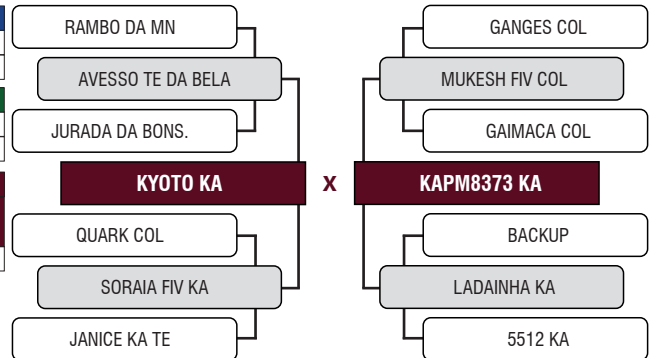 RAMBO DA MN
AVESSO TE DA BELA
JURADA DA BONS.
KYOTO KA
QUARK COL
SORAIA FIV KA
JANICE KA TE
X
GANGES COL
MUKESH FIV COL
GAIMACA COL
KAPM8373 KA
BACKUP
LADAINHA KA
5512 KA